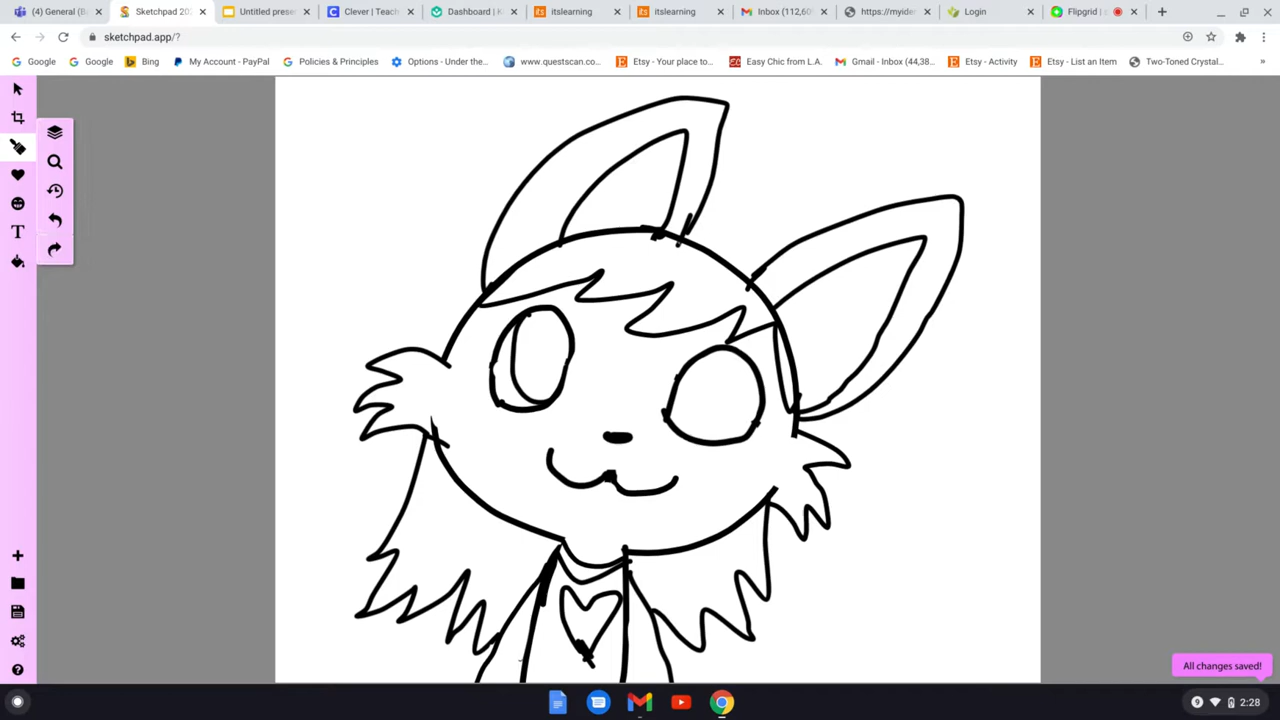 (4) General (B
Sketchpad 202
Untitled prese
Clever | Teach
Dashboard | K
itslearning
itslearning
Inbox (112,60
https://myider
Login
Flipgrid |
sketchpad.app/?
Google
Google
Bing
My Account - PayPal
Policies & Principles
Options - Under the...
www.questscan.co...
Etsy - Your place to...
Easy Chic from L.A.
Gmail - Inbox (44,38...
Etsy - Activity
Etsy - List an Item
Two-Toned Crystal...
»
T
All changes saved!
9
2:28